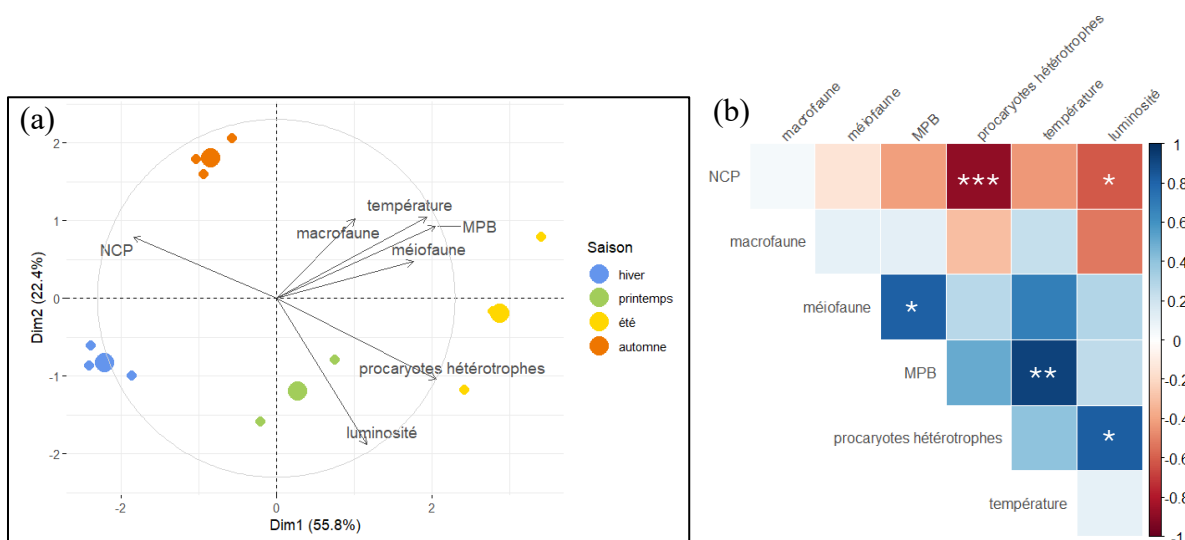 (a)
2
1
0
-1
-2
Dim2 (22.4%)
-2
0
2
Dim1 (55.8%)
température
macrofaune
MPB
méiofaune
NCP
procaryotes hétérotrophes
luminosité
Saison
hiver
printemps
été
automne
(b)
macrofaune
méiofaune
MPB
procaryotes hétérotrophes
température
luminosité
NCP
*** *
macrofaune
méiofaune
*
MPB
**
procaryotes hétérotrophes
*
température
1
0.8
0.6
0.4
0.2
0
-0.2
-0.4
-0.6
-0.8
-1